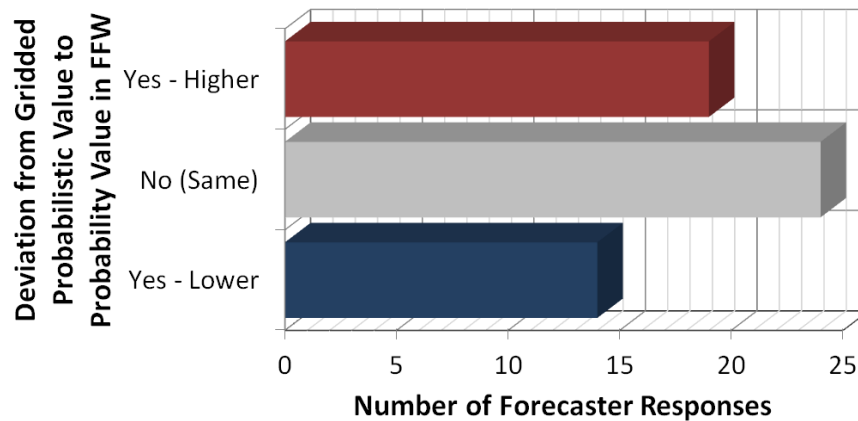 Deviation from Gridded
Probabilistic Value to
Probability Value in FFW
Yes - Higher
No (Same)
Yes - Lower
0 5 10 15 20 25
Number of Forecaster Responses